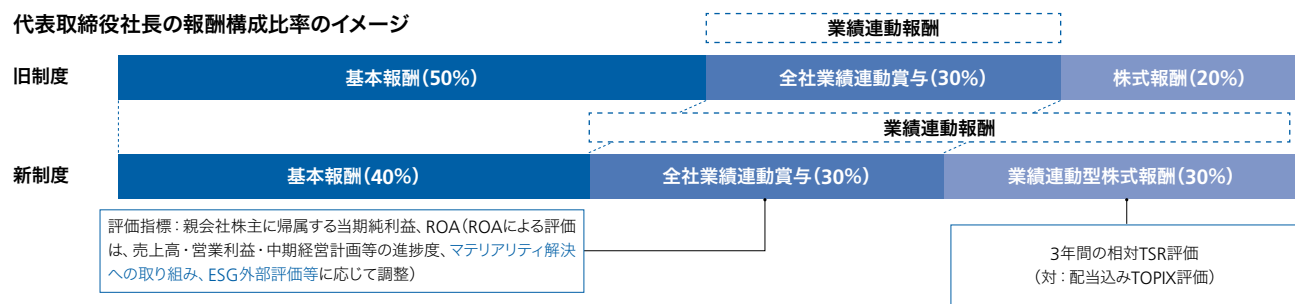 代表取締役社長の報酬構成比率のイメージ
業績連動報酬
旧制度
基本報酬(50%)
全社業績連動賞与(30%)
株式報酬(20%)
業績連動報酬
新制度
基本報酬(40%)
全社業績連動賞与(30%)
業績連動型株式報酬(30%)
評価指標：親会社株主に帰属する当期純利益、ROA(ROAによる評価
は、売上高・営業利益・中期経営計画等の進捗度、マテリアリティ解決
への取り組み、ESG外部評価等に応じて調整)
3年間の相対TSR評価
(対：配当込みTOPIX評価)